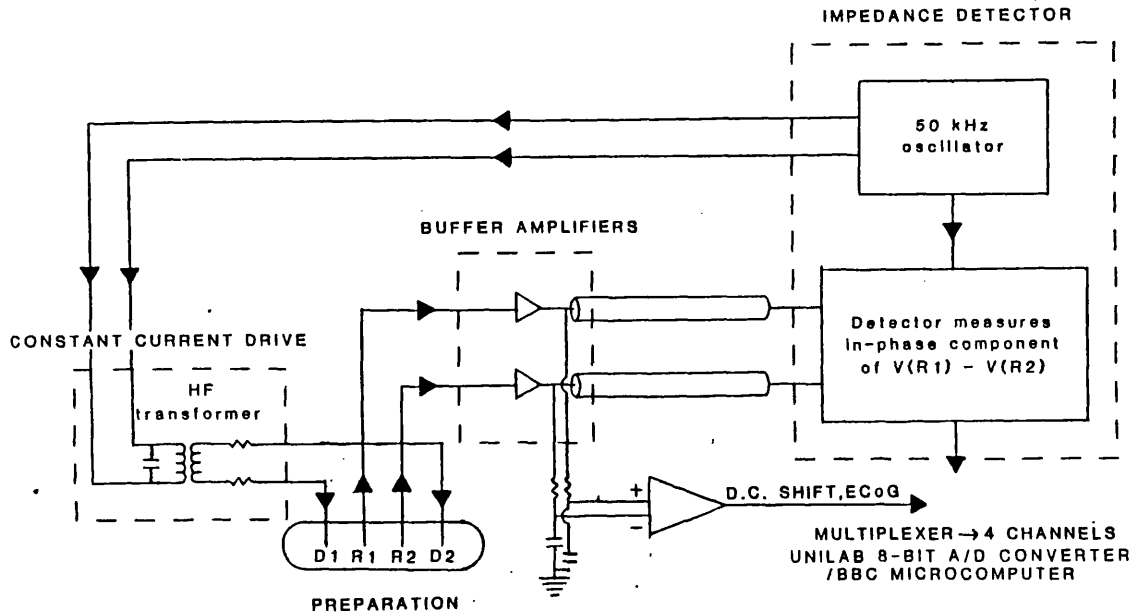 IMPEDANCE DETECTOR
50 kHz
oscillator
BUFFER AMPLIFIERS
Detector measures
in-phase component
of V(R1) - V(R2)
CONSTANT CURRENT DRIVE
HF
transformer
+
-
D.C. SHIFT,ECoG
D1 R1 R2 D2
MULTIPLEXER→4 CHANNELS
UNILAB 8-BIT A/D CONVERTER
/BBC MICROCOMPUTER
PREPARATION